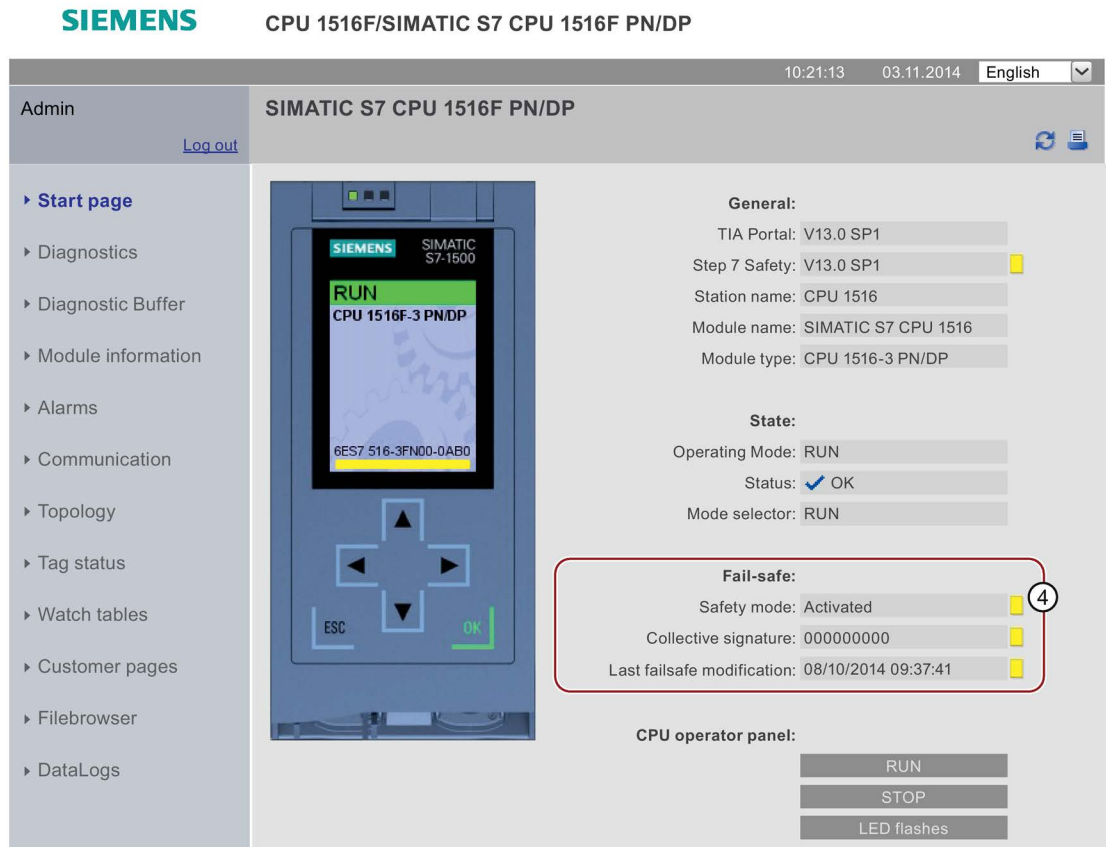 SIEMENS CPU 1516F/SIMATIC S7 CPU 1516F PN/DP
10:21:13 03.11.2014 English
Admin
Log out
SIMATIC S7 CPU 1516F PN/DP
Start page
Diagnostics
Diagnostic Buffer
Module information
Alarms
Communication
Topology
Tag status
Watch tables
Customer pages
Filebrowser
DataLogs
SIEMENS SIMATIC
S7-1500
RUN
CPU 1516F-3 PN/DP
6ES7 516-3FN00-0AB0
ESC OK
General:
TIA Portal: V13.0 SP1
Step 7 Safety: V13.0 SP1
Station name: CPU 1516
Module name: SIMATIC S7 CPU 1516
Module type: CPU 1516-3 PN/DP
State:
Operating Mode: RUN
Status: OK
Mode selector: RUN
Fail-safe:
Safety mode: Activated 4
Collective signature: 000000000
Last failsafe modification: 08/10/2014 09:37:41
CPU operator panel:
RUN
STOP
LED flashes